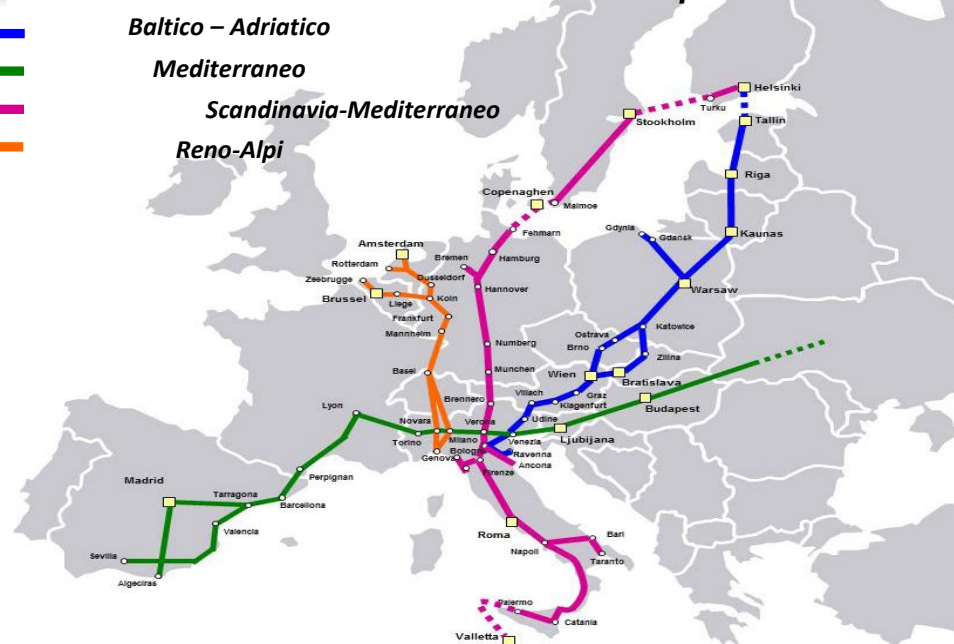 Baltico – Adriatico
Mediterraneo
Scandinavia-Mediterraneo
Reno-Alpi
Helsinki
Turku
Stookholm
Tallin
Riga
Copenaghen
Malmoe
Kaunas
Fehmarn
Gdynia
Gdańsk
Amsterdam
Hamburg
Bremen
Rotterdam
Dusseldorf
Zeebrugge
Hannover
Warsaw
Brussel
Liege
Koln
Frankfurt
Mannheim
Katowice
Ostrava
Brno
Numberg
Zilina
Basel
Munchen
Wien
Bratislava
Villach
Graz
Klagenfurt
Brennero
Budapest
Lyon
Novara
Verona
Udine
Ljubijana
Torino
Milano
Venezia
Bologna
Ravenna
Genova
Ancona
Firenze
Perpignan
Madrid
Tarragona
Barcellona
Valencia
Roma
Bari
Napoli
Taranto
Sevilla
Algeciras
Palermo
Catania
Valletta